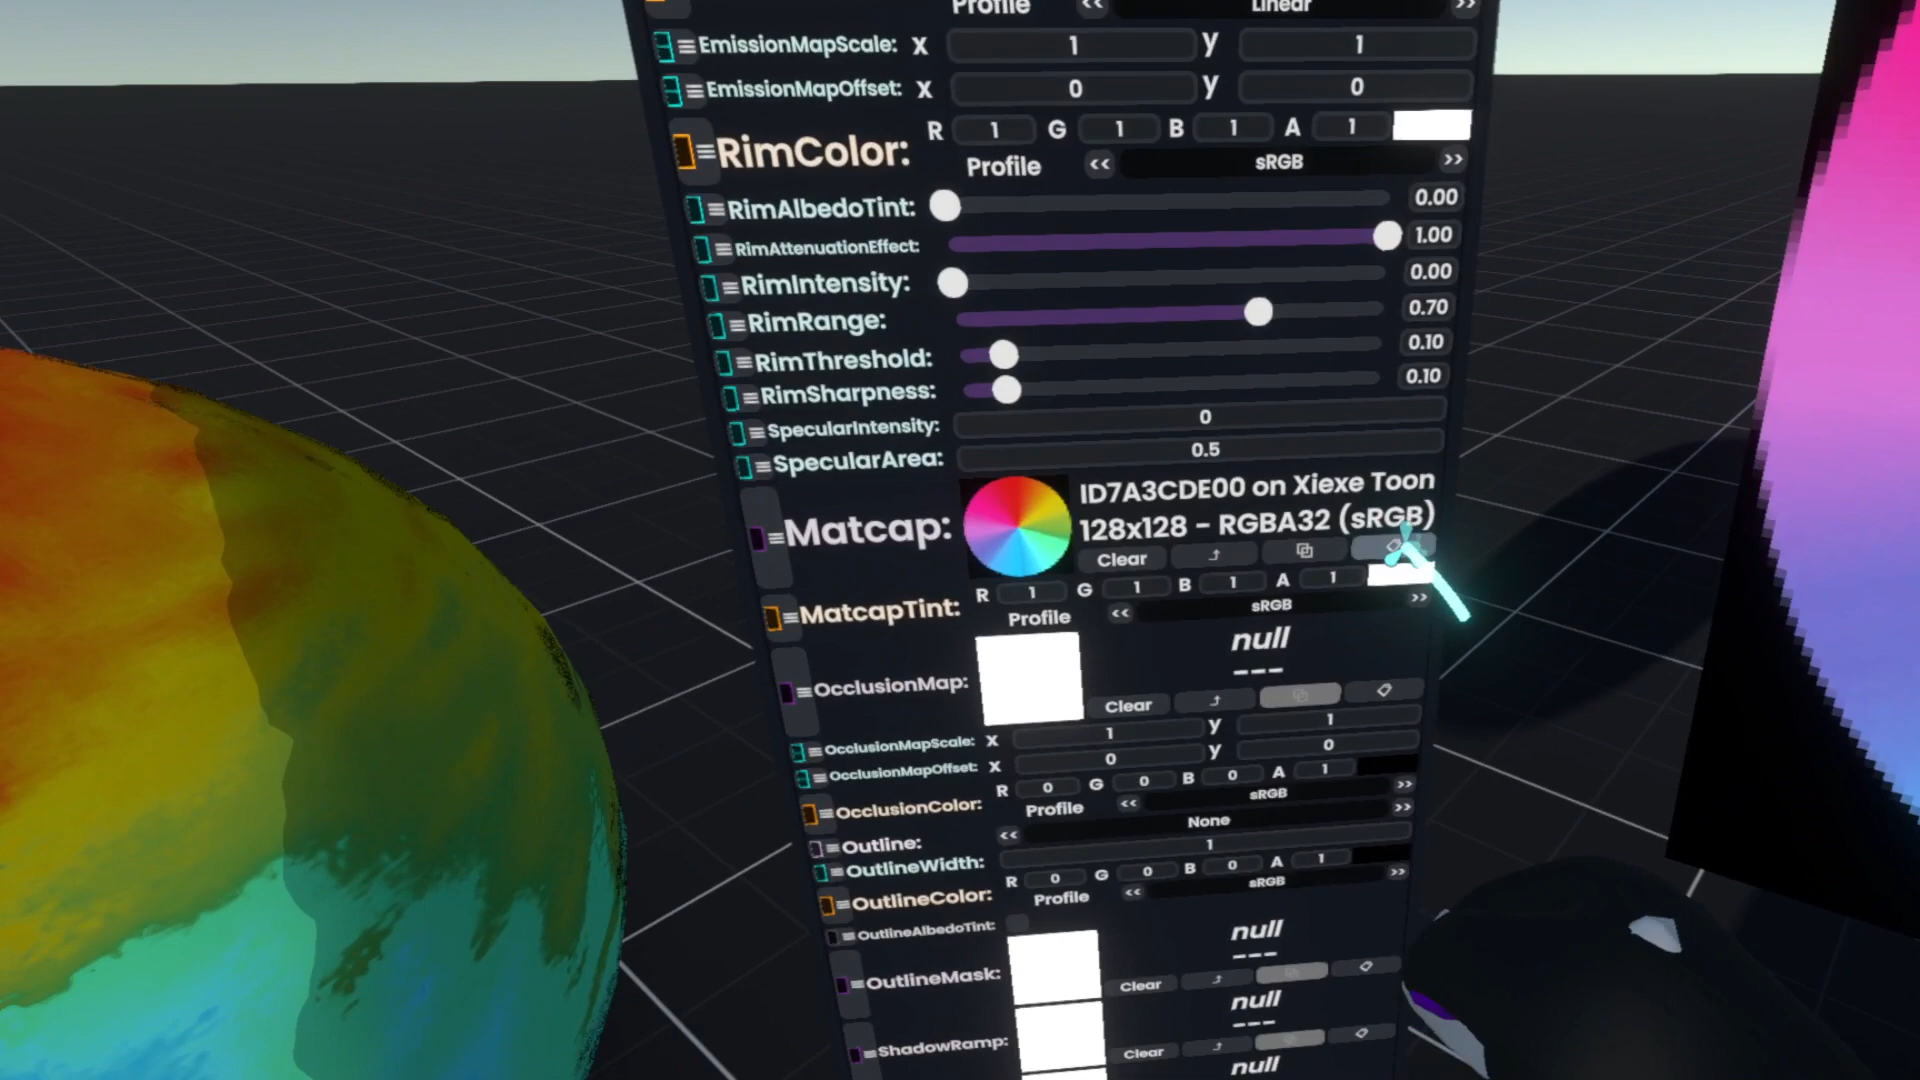 Profile << Linear >>
EmissionMapScale: X 1 y 1
EmissionMapOffset: X 0 y 0
RimColor: R 1 G 1 B 1 A 1
Profile << sRGB >>
RimAlbedoTint: 0.00
RimAttenuationEffect: 1.00
RimIntensity: 0.00
RimRange: 0.70
RimThreshold: 0.10
RimSharpness: 0.10
SpecularIntensity: 0
SpecularArea: 0.5
Matcap: ID7A3CDE00 on Xiexe Toon
128x128 - RGBA32 (sRGB)
Clear
MatcapTint: R 1 G 1 B 1 A 1
Profile << sRGB >>
OcclusionMap: null
---
Clear
OcclusionMapScale: X 1 y 1
OcclusionMapOffset: X 0 y 0
OcclusionColor: R 0 G 0 B 0 A 1
Profile << sRGB >>
Outline: << None >>
OutlineWidth: 1
OutlineColor: R 0 G 0 B 0 A 1
Profile << sRGB >>
OutlineAlbedoTint:
OutlineMask: null
---
Clear
ShadowRamp: null
---
Clear
null